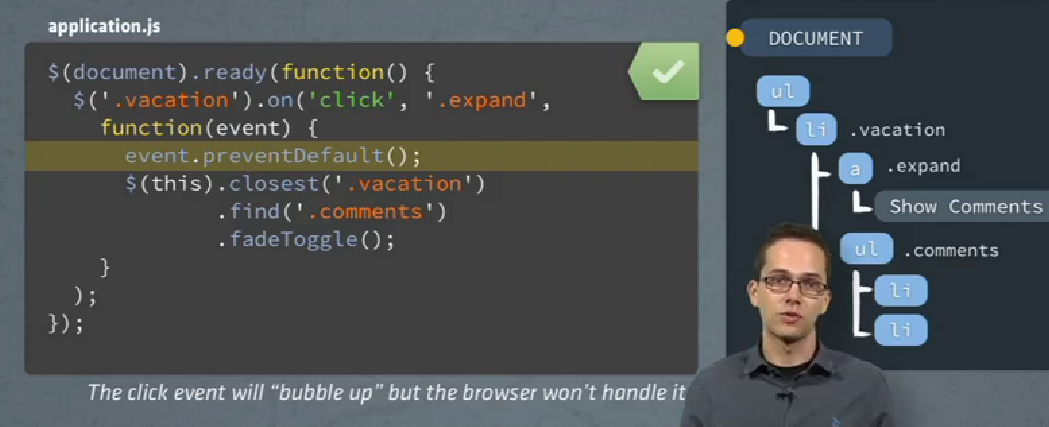 application.js
$(document).ready(function() {
$('.vacation').on('click', '.expand',
function(event) {
event.preventDefault();
$(this).closest('.vacation')
.find('.comments')
.fadeToggle();
}
);
});
The click event will “bubble up” but the browser won't handle it
DOCUMENT
ul
li .vacation
a .expand
Show Comments
ul .comments
li
li